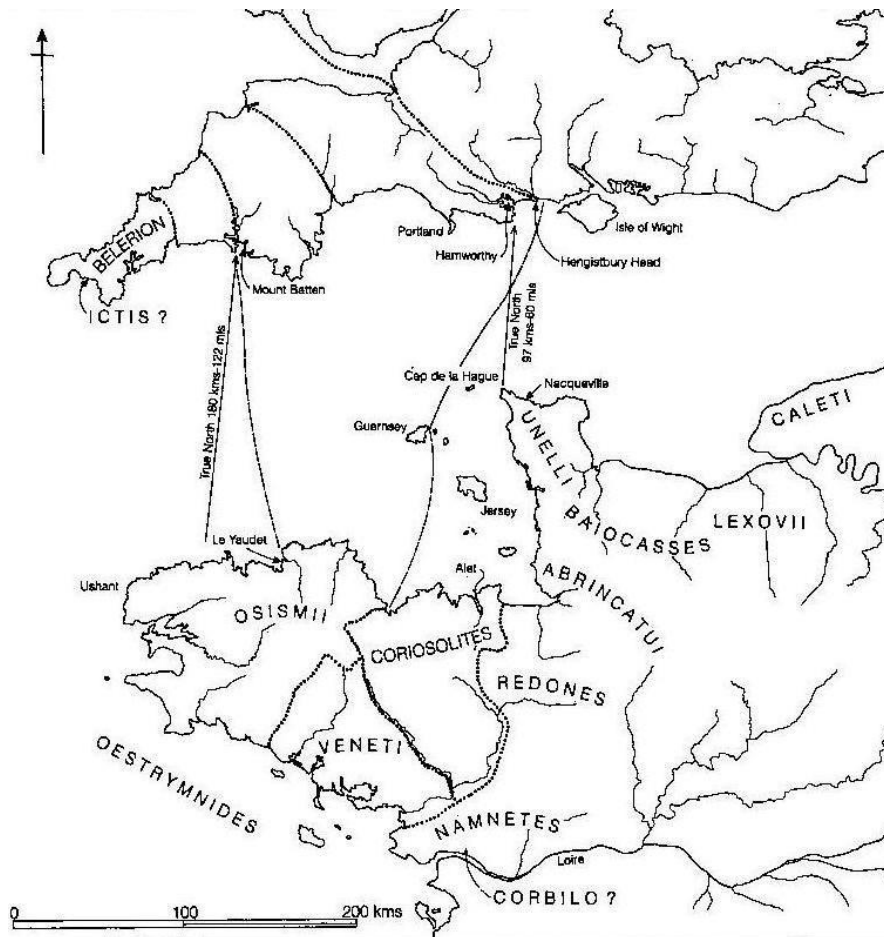 Portland
Hamworthy
Isle of Wight
Hengistbury Head
BELERION
Mount Batten
ICTIS ?
True North 180 kms-122 mls
True North
97 kms-60 mls
Cap de la Hague
Nacqueville
Guernsey
UNELLI
CALETI
Jersey
BAIOCASSES
LEXOVII
Le Yaudet
Alet
ABRINCATUI
Ushant
OSISMII
CORIOSOLITES
REDONES
VENETI
OESTRYMNIDES
NAMNETES
Loire
CORBILO ?
0 100 200 kms